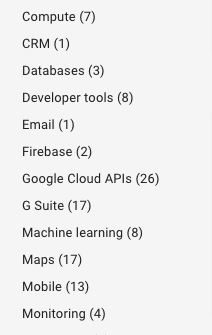 Compute (7)
CRM (1)
Databases (3)
Developer tools (8)
Email (1)
Firebase (2)
Google Cloud APIs (26)
G Suite (17)
Machine learning (8)
Maps (17)
Mobile (13)
Monitoring (4)